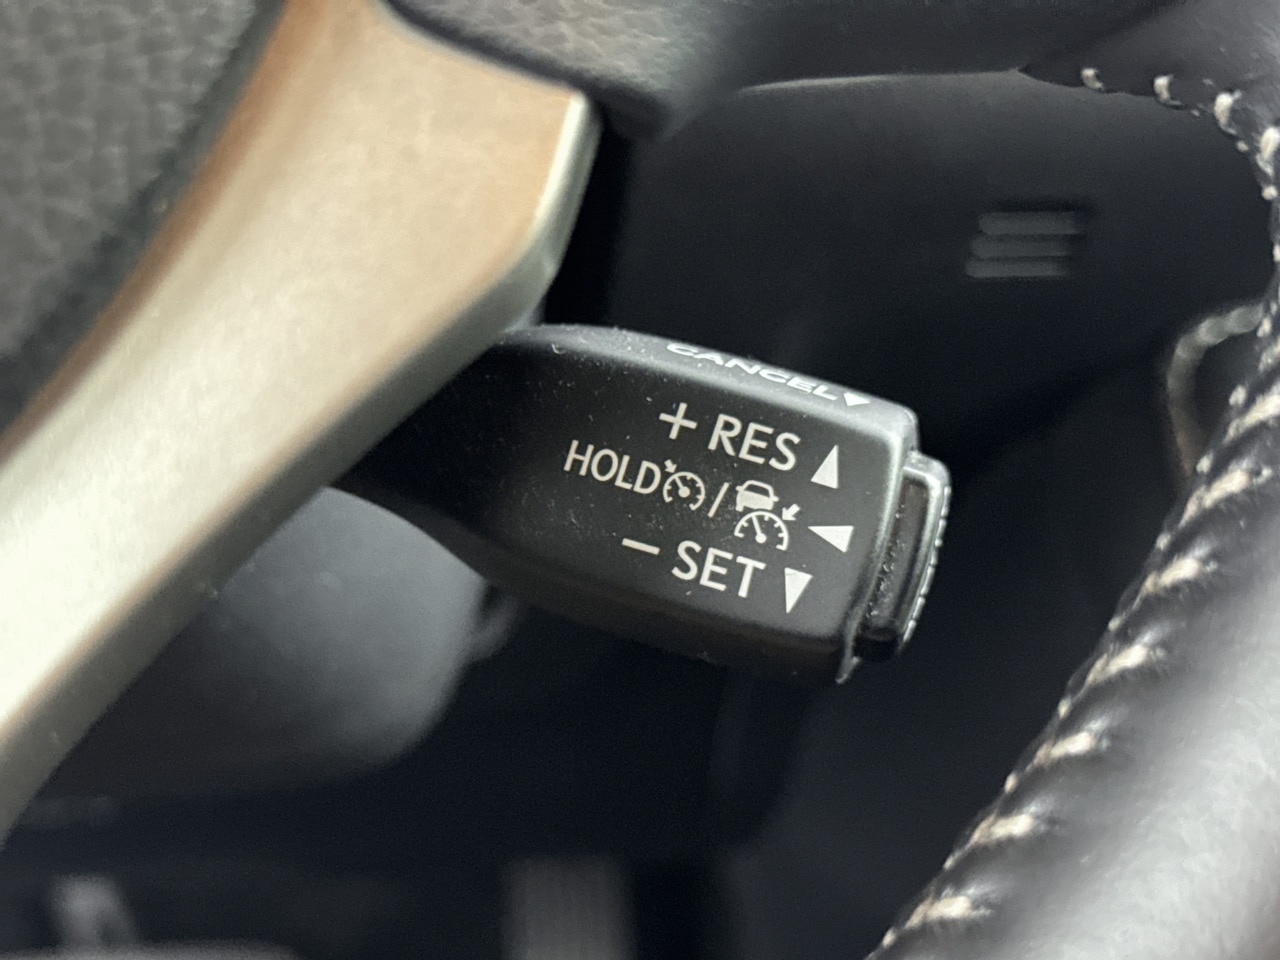 CANCEL
+ RES
HOLD /
− SET